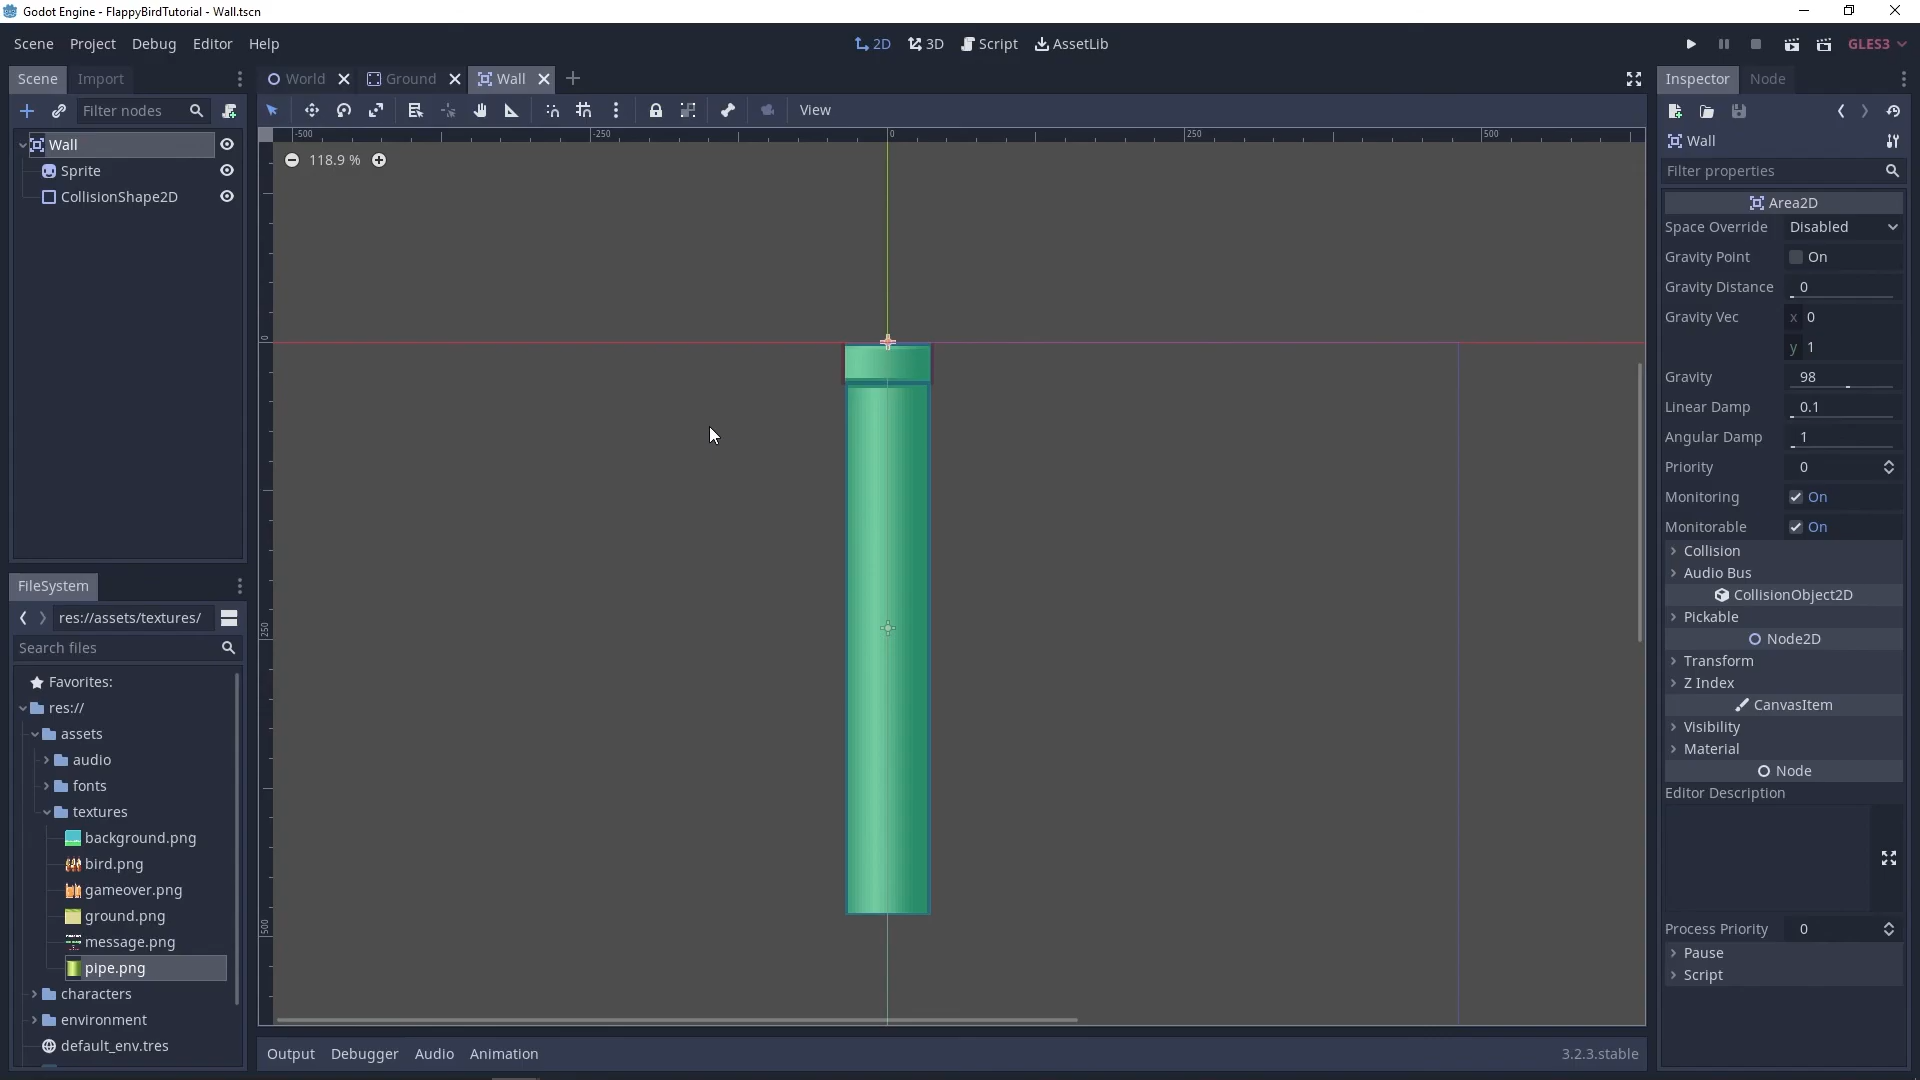 Godot Engine - FlappyBirdTutorial - Wall.tscn
Scene Project Debug Editor Help
2D 3D Script AssetLib
GLES3
Scene Import
World Ground Wall
Inspector Node
Filter nodes
View
Wall
Sprite
CollisionShape2D
-500 -250 0 250 500
118.9 %
0
250
500
FileSystem
res://assets/textures/
Search files
Favorites:
res://
assets
audio
fonts
textures
background.png
bird.png
gameover.png
ground.png
message.png
pipe.png
characters
environment
default_env.tres
Output Debugger Audio Animation
3.2.3.stable
Wall
Filter properties
Area2D
Space Override Disabled
Gravity Point On
Gravity Distance 0
Gravity Vec x 0
y 1
Gravity 98
Linear Damp 0.1
Angular Damp 1
Priority 0
Monitoring On
Monitorable On
Collision
Audio Bus
CollisionObject2D
Pickable
Node2D
Transform
Z Index
CanvasItem
Visibility
Material
Node
Editor Description
Process Priority 0
Pause
Script